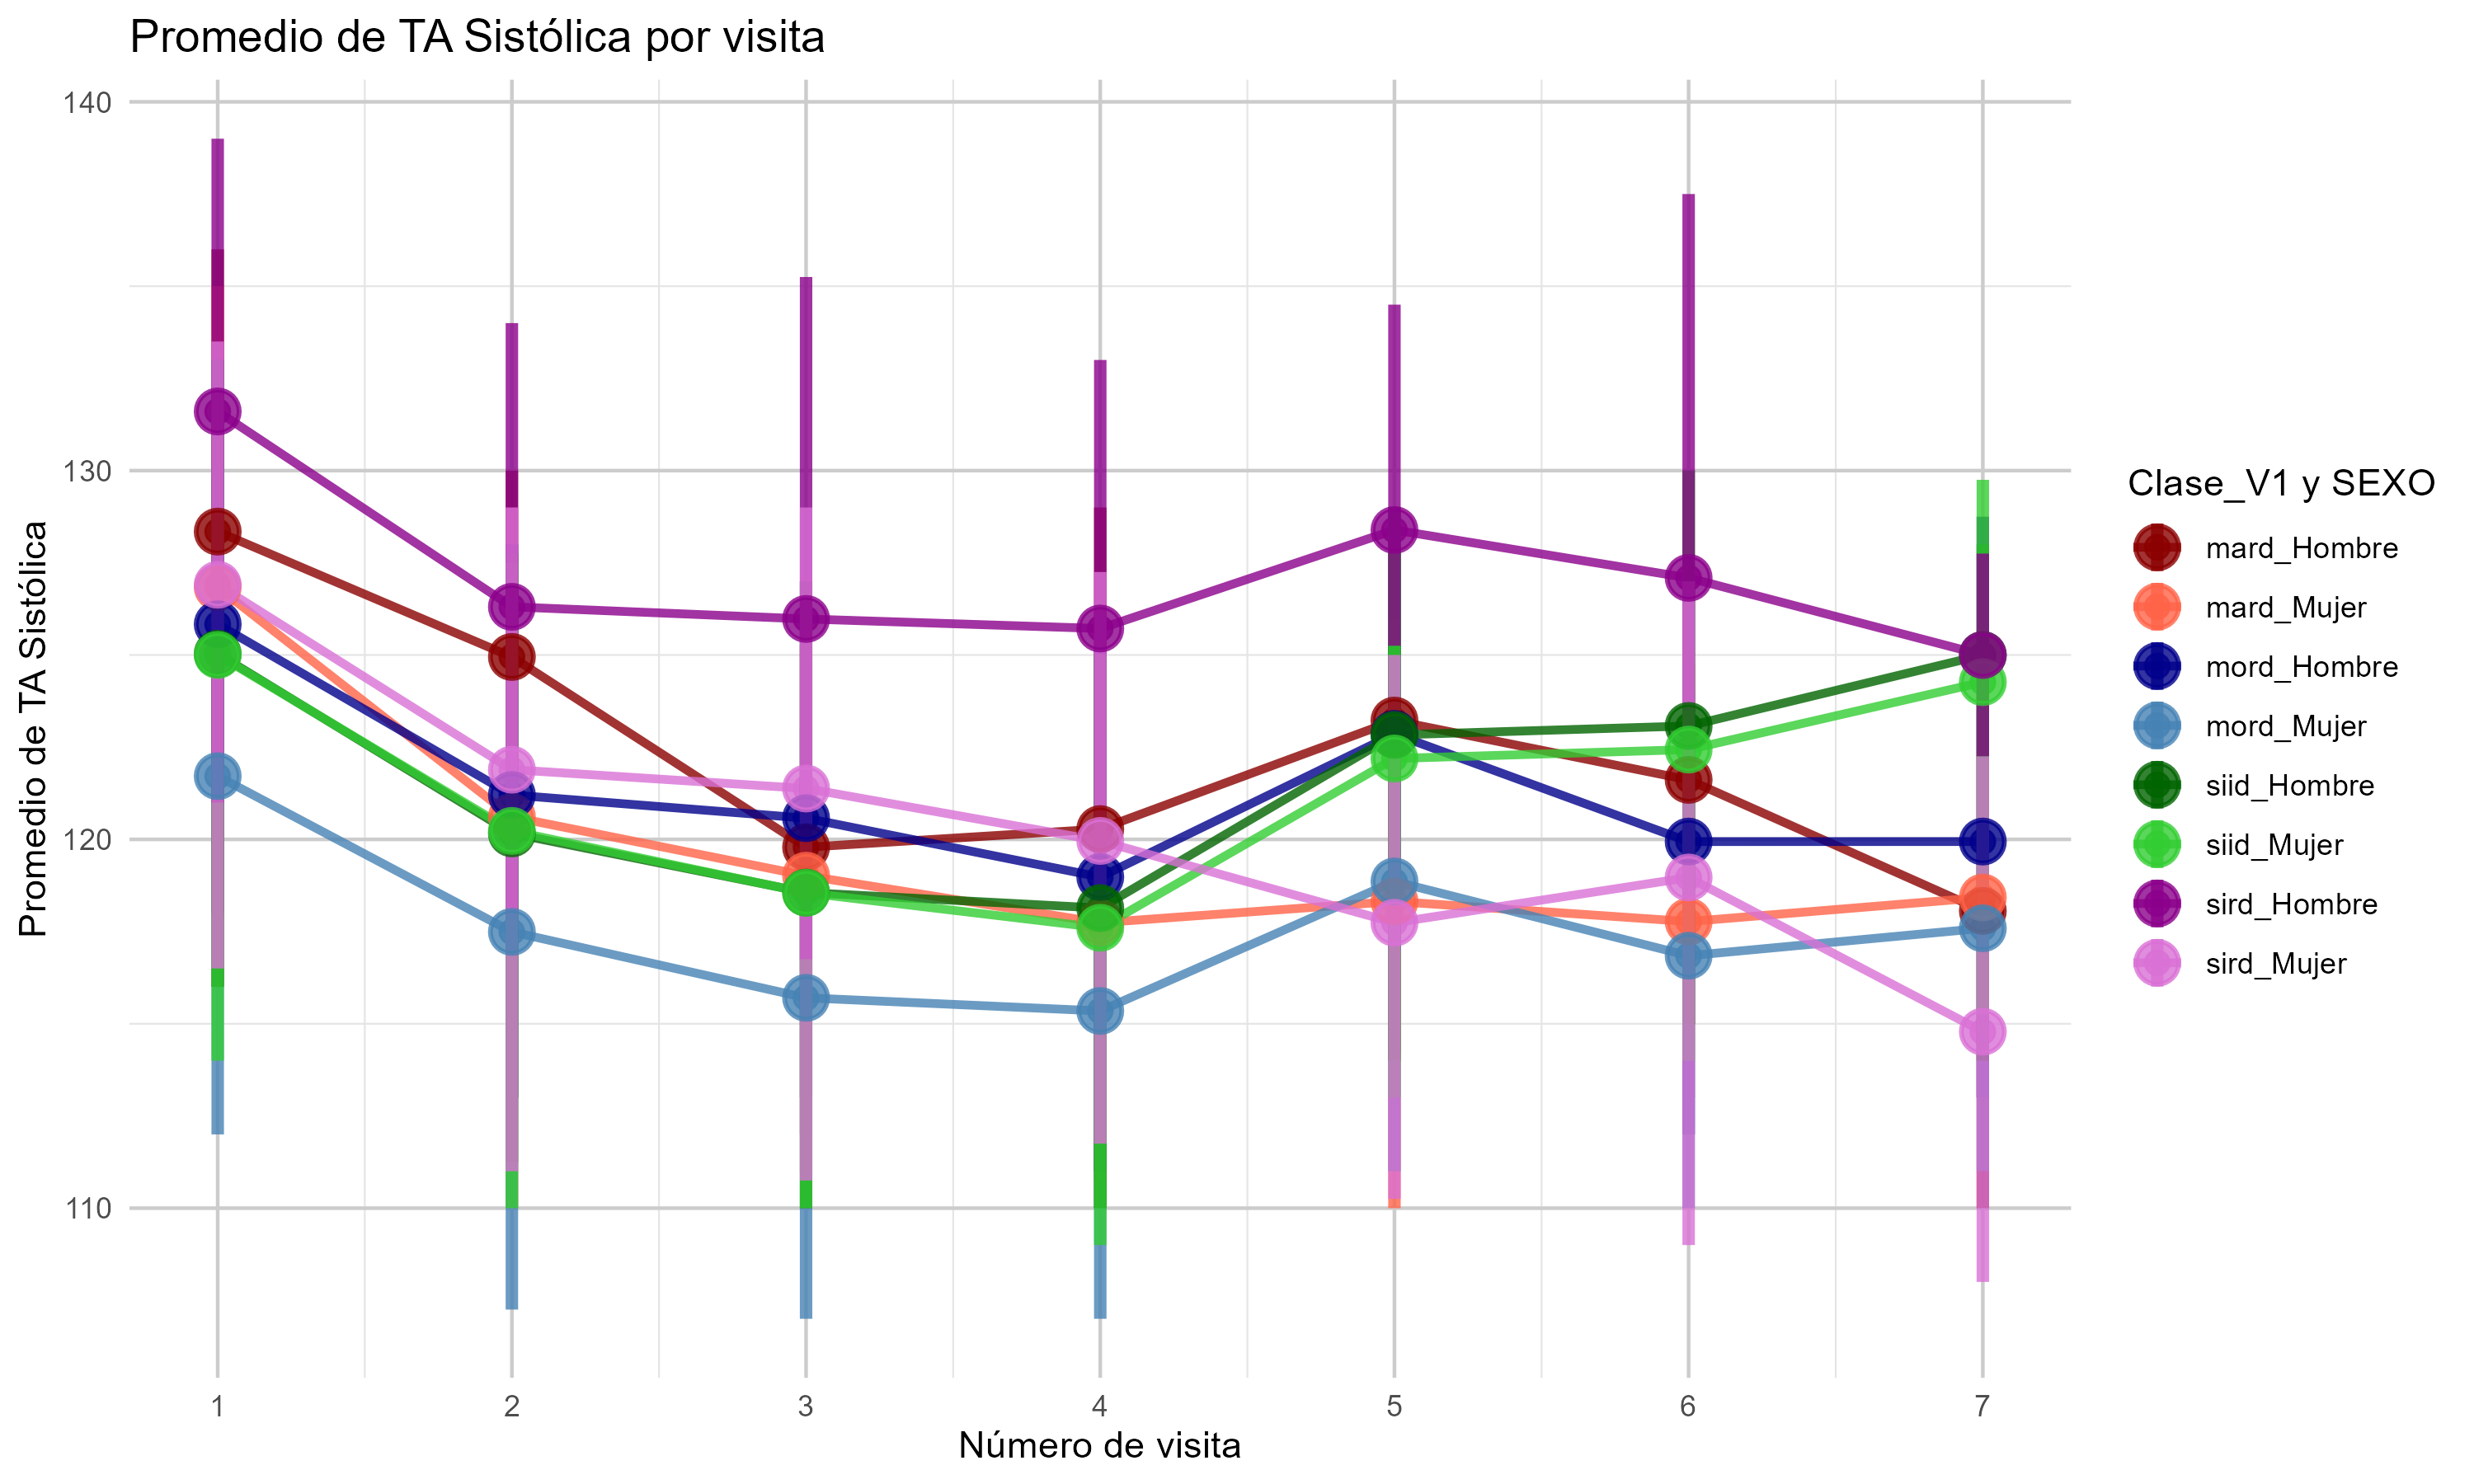 Promedio de TA Sistólica por visita
Promedio de TA Sistólica
140
130
120
110
1 2 3 4 5 6 7
Número de visita
Clase_V1 y SEXO
mard_Hombre
mard_Mujer
mord_Hombre
mord_Mujer
siid_Hombre
siid_Mujer
sird_Hombre
sird_Mujer